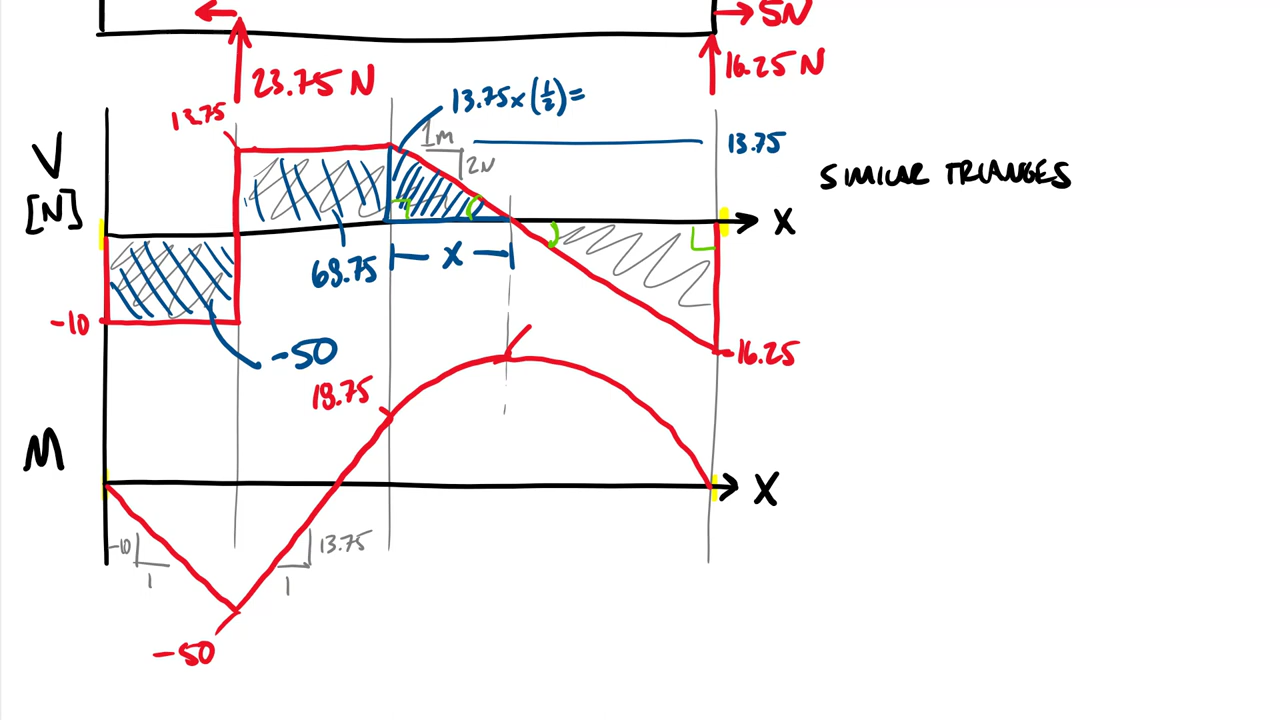 5N
23.75 N
16.25 N
13.75
13.75 x (1/2) =
1m
2N
13.75
V
[N]
SIMILAR TRIANGES
X
68.75
X
-10
-50
-16.25
18.75
M
X
-10
1
13.75
1
-50